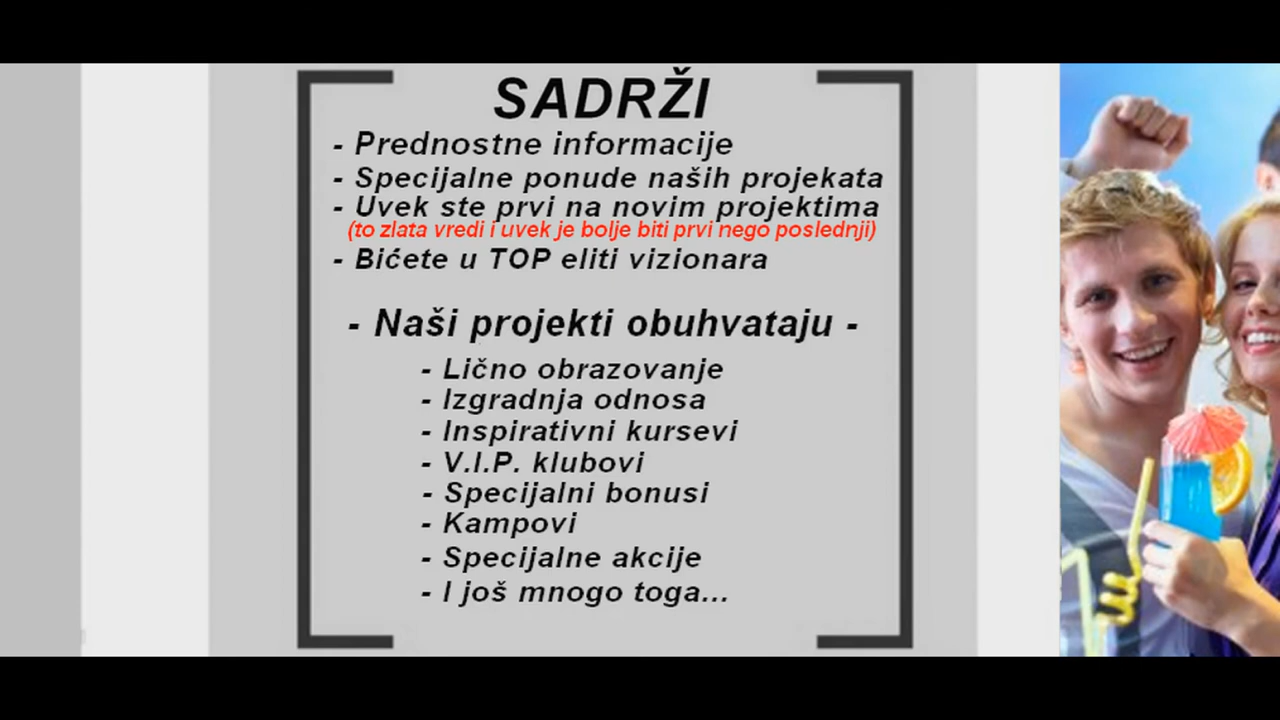 SADRŽI
- Prednostne informacije
- Specijalne ponude naših projekata
- Uvek ste prvi na novim projektima
(to zlata vredi i uvek je bolje biti prvi nego poslednji)
- Bićete u TOP eliti vizionara
- Naši projekti obuhvataju -
- Lično obrazovanje
- Izgradnja odnosa
- Inspirativni kursevi
- V.I.P. klubovi
- Specijalni bonusi
- Kampovi
- Specijalne akcije
- I još mnogo toga...